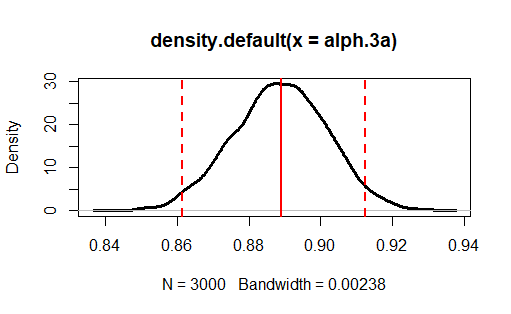 density.default(x = alph.3a)
Density
30
20
10
0
0.84 0.86 0.88 0.90 0.92 0.94
N = 3000 Bandwidth = 0.00238